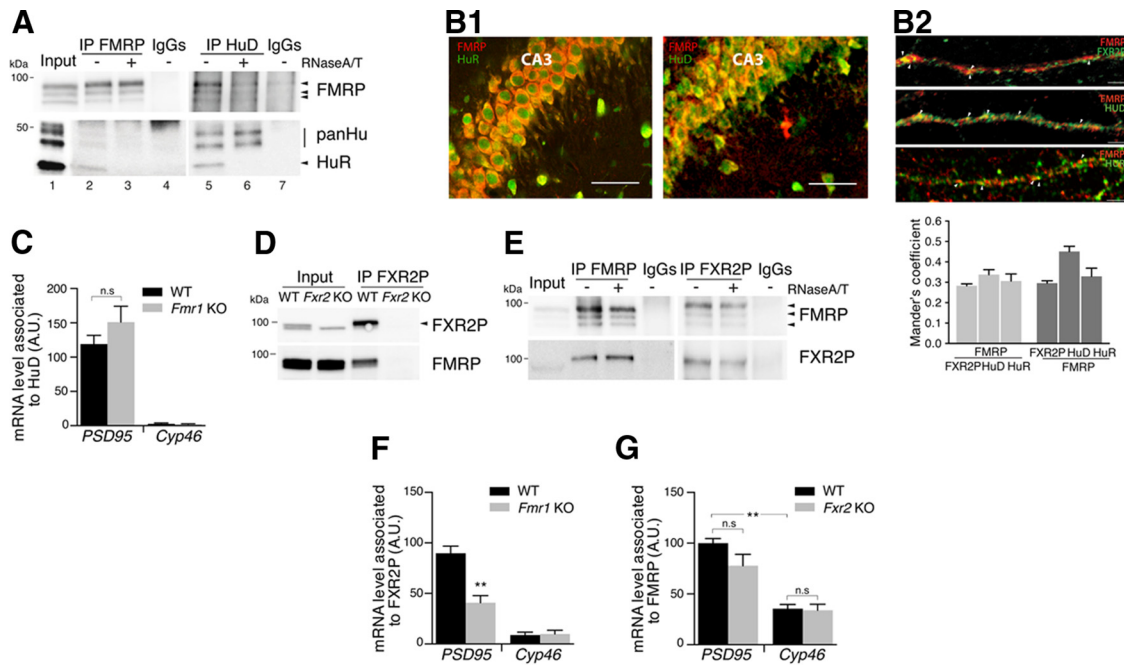 A
IP FMRP IgGs IP HuD IgGs
kDa Input - + - - + - RNaseA/T
100
FMRP
50
panHu
HuR
1 2 3 4 5 6 7
B1
FMRP
HuR
CA3
FMRP
HuD
CA3
B2
FMRP
FXR2P
FMRP
HUD
FMRP
HUR
Mander's coefficient
0.6
0.5
0.4
0.3
0.2
0.1
0.0
FMRP FXR2P HuD HuR
FXR2P HuD HuR FMRP
C
mRNA level associated
to HuD (A.U.)
200
150
100
50
0
n.s
WT
Fmr1 KO
PSD95 Cyp46
D
Input IP FXR2P
kDa WT Fxr2 KO WT Fxr2 KO
100 FXR2P
100 FMRP
E
IP FMRP IgGs IP FXR2P IgGs
kDa Input - + - - + - RNaseA/T
100
FMRP
100 FXR2P
F
mRNA level associated
to FXR2P (A.U.)
150
100
50
0
WT
Fmr1 KO
**
PSD95 Cyp46
G
mRNA level associated
to FMRP (A.U.)
150
100
50
0
WT
Fxr2 KO
**
n.s
n.s
PSD95 Cyp46